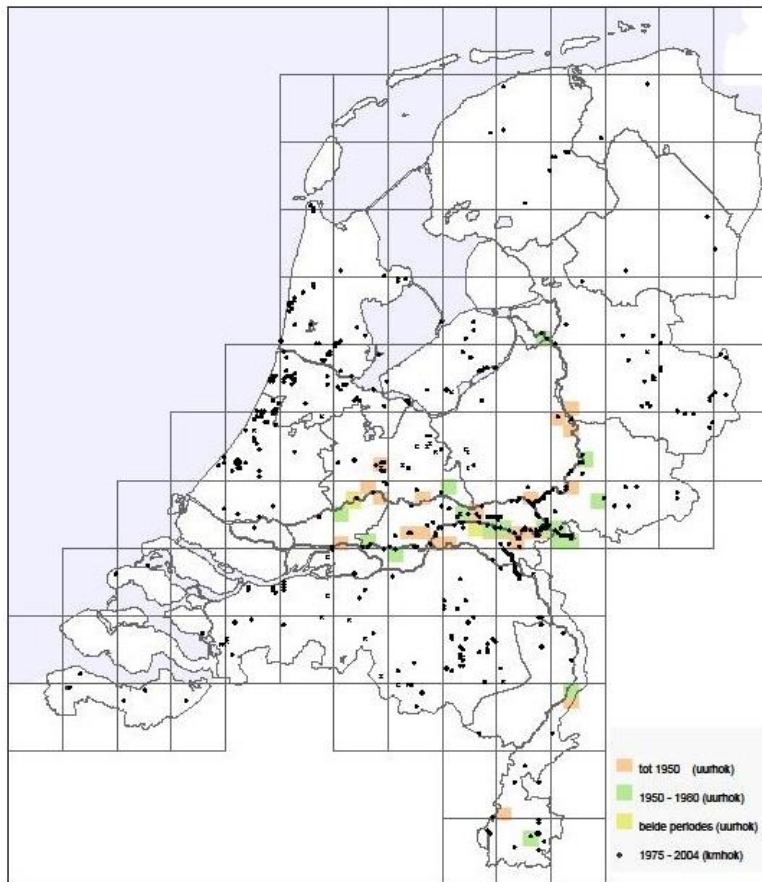 tot 1950 (uurhok)
1950 - 1980 (uurhok)
beide periodes (uurhok)
1975 - 2004 (kmhok)